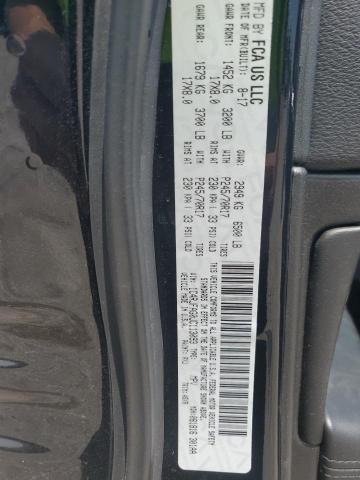 MFD BY FCA US LLC
DATE OF MFR(BUILT): 8-17 GVWR: 2949 KG 6500 LB
GAWR FRONT: 1452 KG 3200 LB WITH P245/70R17 TIRES
17X8.0 RIMS AT 230 KPA ( 33 PSI) COLD
GAWR REAR: 1679 KG 3700 LB WITH P245/70R17 TIRES
17X8.0 RIMS AT 230 KPA ( 33 PSI) COLD
THIS VEHICLE CONFORMS TO ALL APPLICABLE U.S.A. FEDERAL MOTOR VEHICLE SAFETY
STANDARDS IN EFFECT ON THE DATE OF MANUFACTURE SHOWN ABOVE.
TYPE: MPV
VEHICLE MADE IN U.S.A. PAINT: